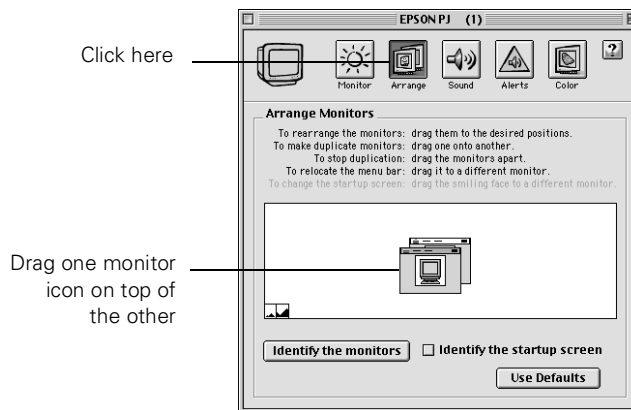 EPSON PJ (1)
Click here
Monitor Arrange Sound Alerts Color
?
Arrange Monitors
To rearrange the monitors: drag them to the desired positions.
To make duplicate monitors: drag one onto another.
To stop duplication: drag the monitors apart.
To relocate the menu bar: drag it to a different monitor.
To change the startup screen: drag the smiling face to a different monitor.
Drag one monitor
icon on top of
the other
Identify the monitors Identify the startup screen
Use Defaults